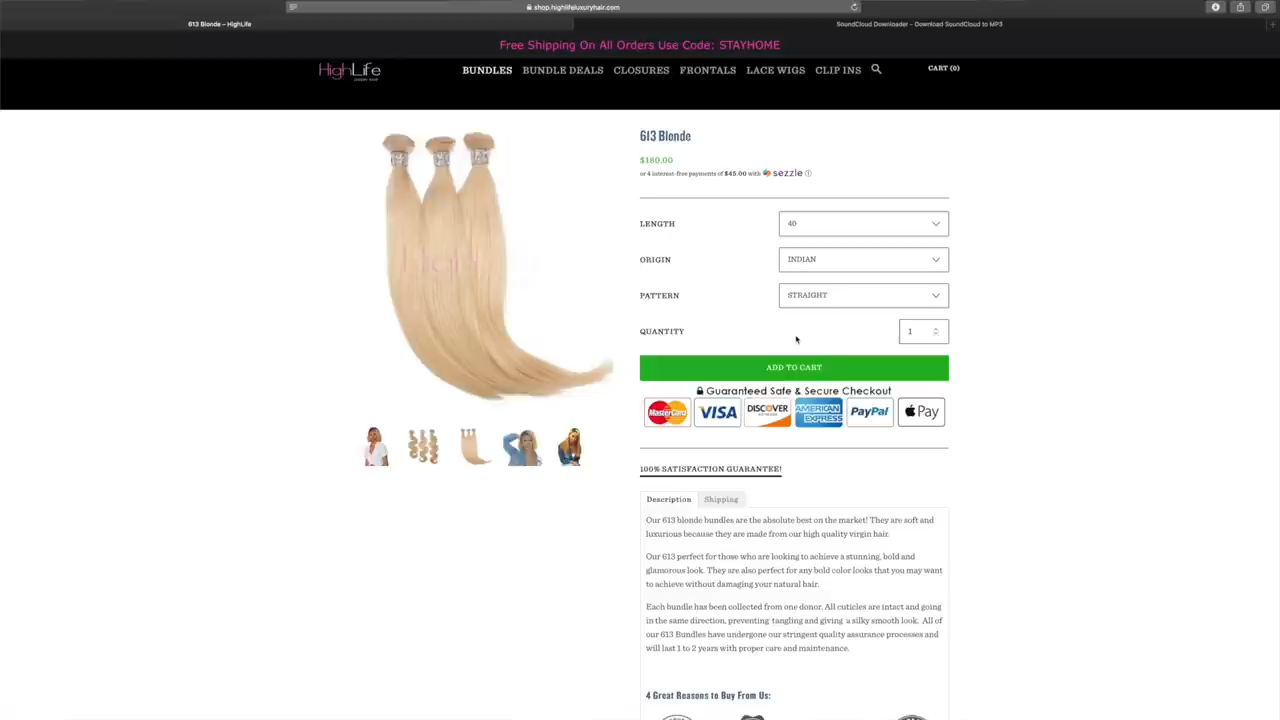 shop.highlifeluxuryhair.com
613 Blonde – HighLife
SoundCloud Downloader - Download SoundCloud to MP3
Free Shipping On All Orders Use Code: STAYHOME
HighLife
BUNDLES BUNDLE DEALS CLOSURES FRONTALS LACE WIGS CLIP INS
CART (0)
613 Blonde
$180.00
or 4 interest-free payments of $45.00 with sezzle
LENGTH 40
ORIGIN INDIAN
PATTERN STRAIGHT
QUANTITY 1
ADD TO CART
Guaranteed Safe & Secure Checkout
MasterCard VISA DISCOVER AMERICAN EXPRESS PayPal Pay
100% SATISFACTION GUARANTEE!
Description Shipping
Our 613 blonde bundles are the absolute best on the market! They are soft and
luxurious because they are made from our high quality virgin hair.
Our 613 perfect for those who are looking to achieve a stunning, bold and
glamorous look. They are also perfect for any bold color looks that you may want
to achieve without damaging your natural hair.
Each bundle has been collected from one donor. All cuticles are intact and going
in the same direction, preventing tangling and giving a silky smooth look. All of
our 613 Bundles have undergone our stringent quality assurance processes and
will last 1 to 2 years with proper care and maintenance.
4 Great Reasons to Buy From Us: